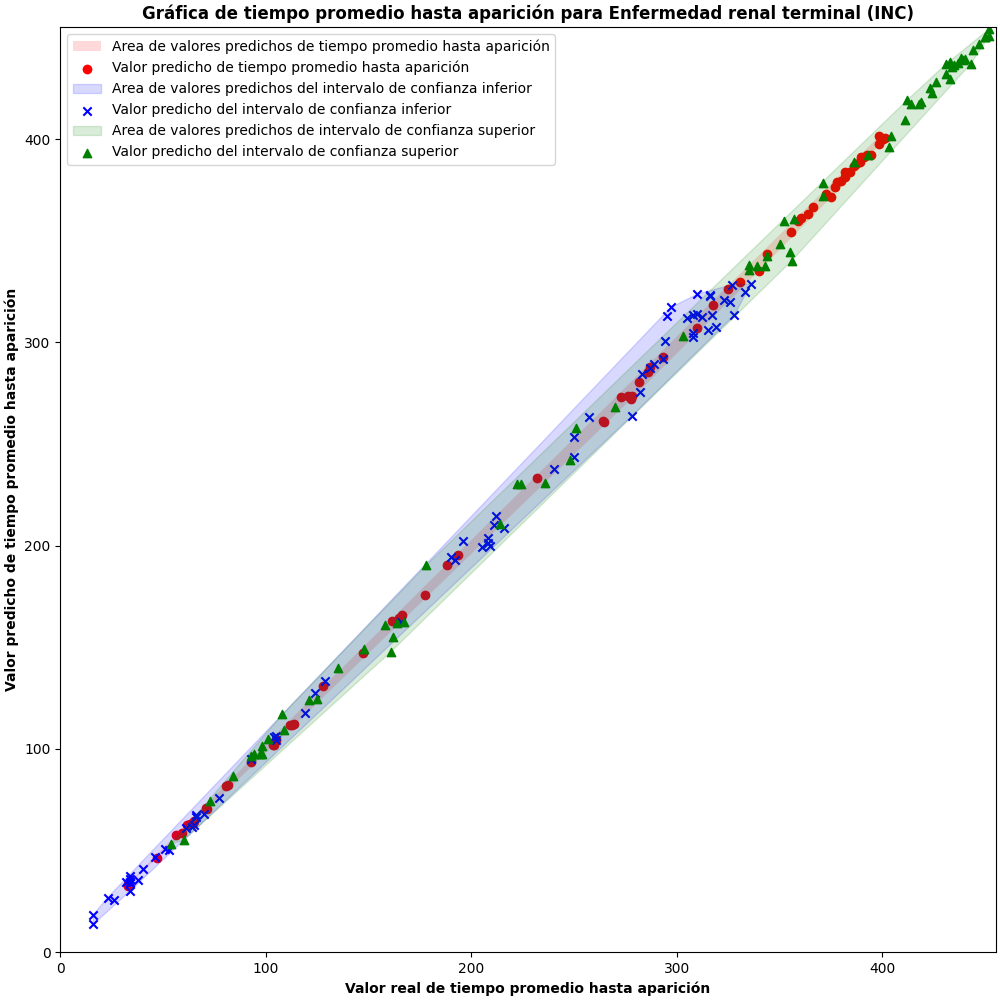 Gráfica de tiempo promedio hasta aparición para Enfermedad renal terminal (INC)
Area de valores predichos de tiempo promedio hasta aparición
Valor predicho de tiempo promedio hasta aparición
Area de valores predichos del intervalo de confianza inferior
Valor predicho del intervalo de confianza inferior
Area de valores predichos de intervalo de confianza superior
Valor predicho del intervalo de confianza superior
Valor predicho de tiempo promedio hasta aparición
400
300
200
100
0
0 100 200 300 400
Valor real de tiempo promedio hasta aparición